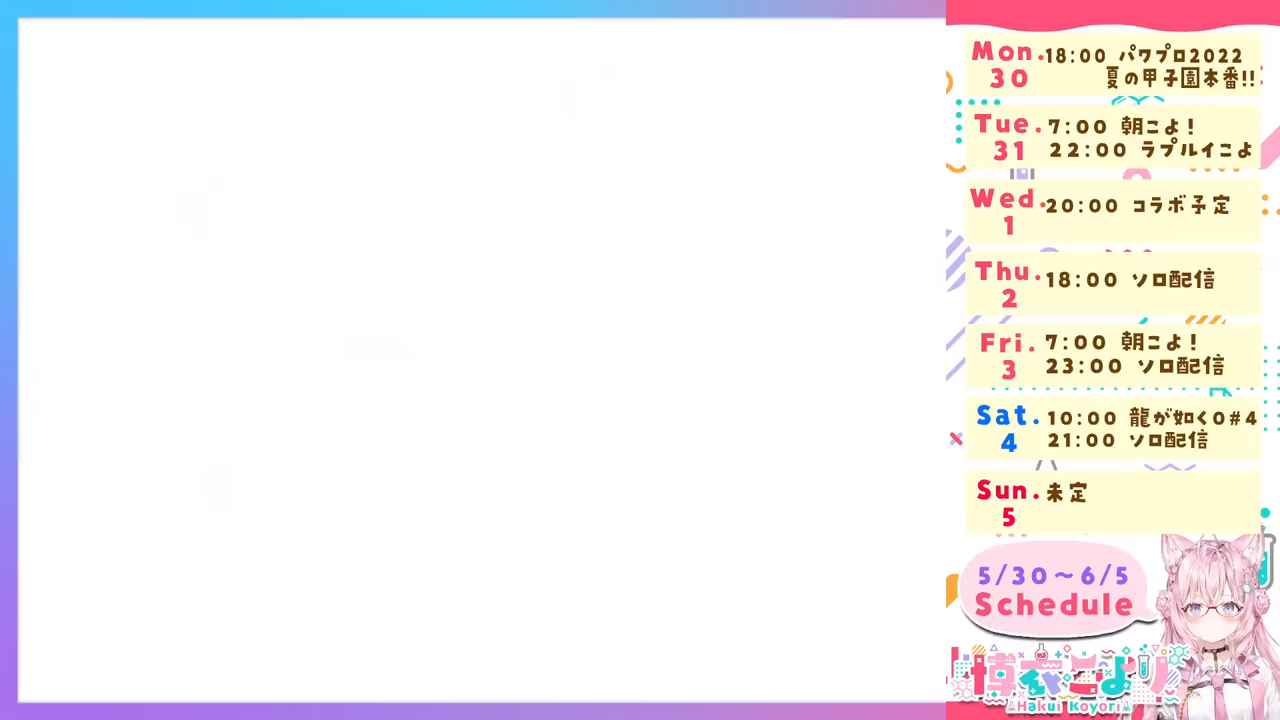 Mon. 18:00 パワプロ2022
30 夏の甲子園本番!!
Tue. 7:00 朝こよ!
31 22:00 ラプルイこよ
Wed. 20:00 コラボ予定
1
Thu. 18:00 ソロ配信
2
Fri. 7:00 朝こよ!
3 23:00 ソロ配信
Sat. 10:00 龍が如く0#4
4 21:00 ソロ配信
Sun. 未定
5
5/30～6/5
Schedule
博衣こより
Hakui Koyori